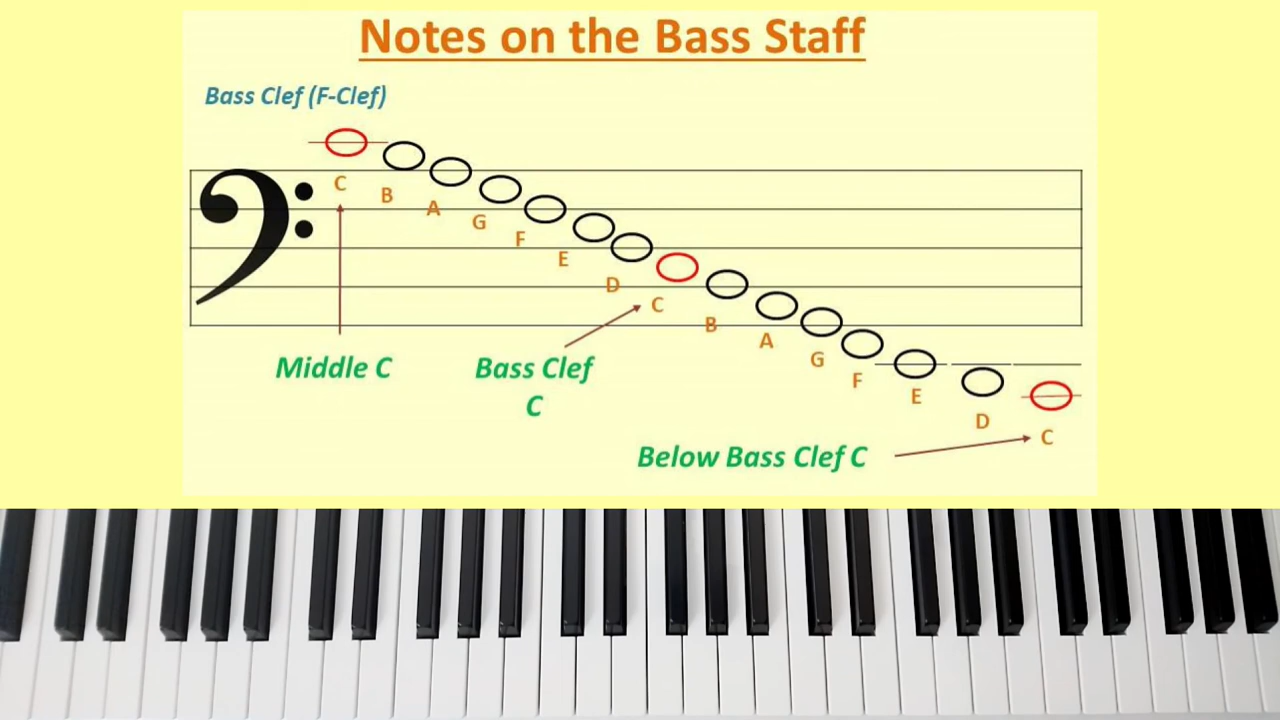 Notes on the Bass Staff
Bass Clef (F-Clef)
C
B
A
G
F
E
D
C
B
A
G
F
E
D
C
Middle C
Bass Clef
C
Below Bass Clef C